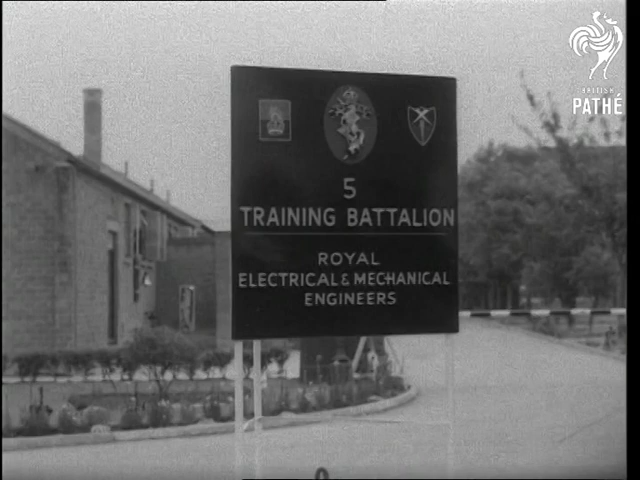 BRITISH
PATHÉ
5
TRAINING BATTALION
ROYAL
ELECTRICAL & MECHANICAL
ENGINEERS